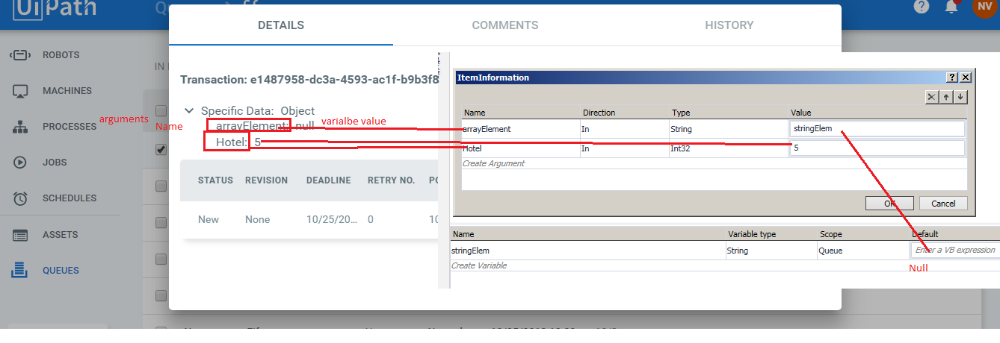 UiPath
DETAILS COMMENTS HISTORY
NV
ROBOTS
MACHINES
PROCESSES
JOBS
SCHEDULES
ASSETS
QUEUES
Transaction: e1487958-dc3a-4593-ac1f-b9b3f8
Specific Data: Object
arguments Name
arrayElement: null
varialbe value
Hotel: 5
STATUS REVISION DEADLINE RETRY NO.
New None 10/25/20... 0
ItemInformation
Name Direction Type Value
arrayElement In String stringElem
Hotel In Int32 5
Create Argument
OK Cancel
Name Variable type Scope Default
stringElem String Queue Enter a VB expression
Create Variable
Null